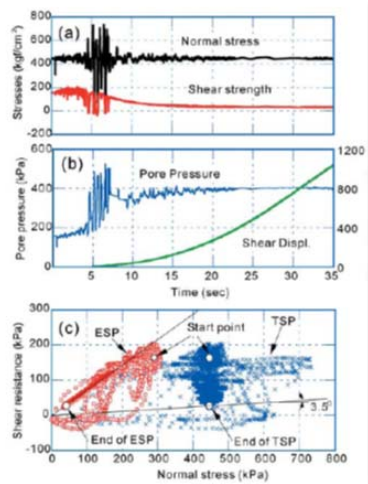 (a)
800
600
400
200
0
-200
Stresses (kgf/cm²)
Normal stress
Shear strength
(b)
600
400
200
0
Pore pressure (kPa)
Pore Pressure
Shear Displ.
1200
800
400
0
0 5 10 15 20 25 30 35
Time (sec)
(c)
300
200
100
0
-100
Shear resistance (kPa)
ESP
Start point
TSP
3.5°
End of ESP
End of TSP
0 100 200 300 400 500 600 700 800
Normal stress (kPa)